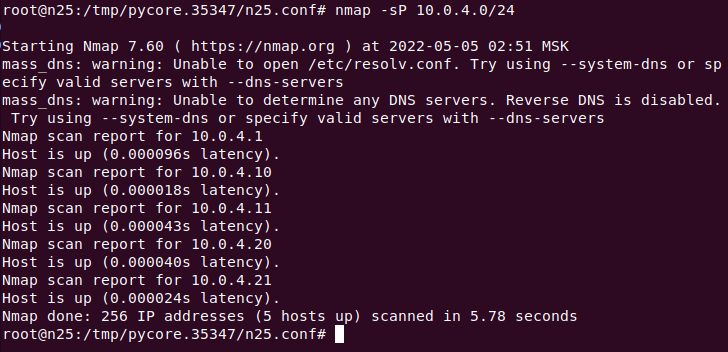 root@n25:/tmp/pycore.35347/n25.conf# nmap -sP 10.0.4.0/24
Starting Nmap 7.60 ( https://nmap.org ) at 2022-05-05 02:51 MSK
mass_dns: warning: Unable to open /etc/resolv.conf. Try using --system-dns or sp
ecify valid servers with --dns-servers
mass_dns: warning: Unable to determine any DNS servers. Reverse DNS is disabled.
 Try using --system-dns or specify valid servers with --dns-servers
Nmap scan report for 10.0.4.1
Host is up (0.000096s latency).
Nmap scan report for 10.0.4.10
Host is up (0.000018s latency).
Nmap scan report for 10.0.4.11
Host is up (0.000043s latency).
Nmap scan report for 10.0.4.20
Host is up (0.000040s latency).
Nmap scan report for 10.0.4.21
Host is up (0.000024s latency).
Nmap done: 256 IP addresses (5 hosts up) scanned in 5.78 seconds
root@n25:/tmp/pycore.35347/n25.conf#